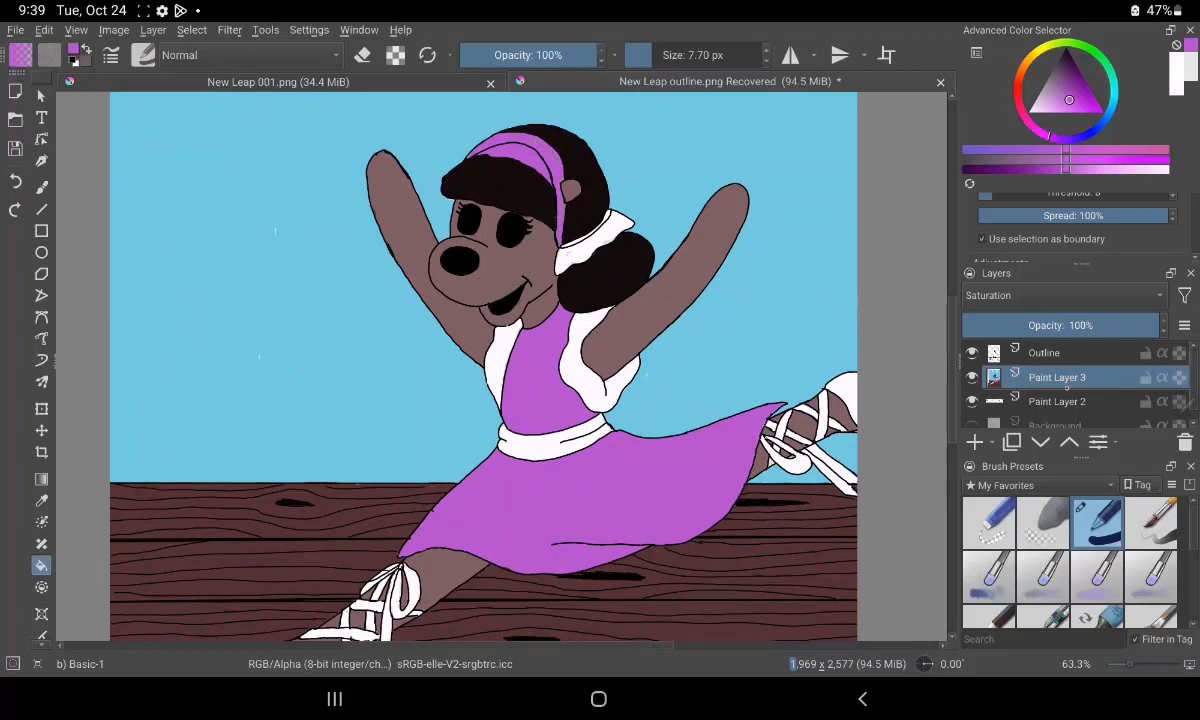 9:39 Tue, Oct 24 47%
File Edit View Image Layer Select Filter Tools Settings Window Help
Advanced Color Selector
Normal Opacity: 100% Size: 7.70 px
New Leap 001.png (34.4 MiB) New Leap outline.png Recovered (94.5 MiB) *
Spread: 100%
Use selection as boundary
Layers
Saturation
Opacity: 100%
Outline
Paint Layer 3
Paint Layer 2
Background
Brush Presets
My Favorites Tag
Search Filter in Tag
b) Basic-1 RGB/Alpha (8-bit integer/ch...) sRGB-elle-V2-srgbtrc.icc 1,969 x 2,577 (94.5 MiB) 0.00° 63.3%